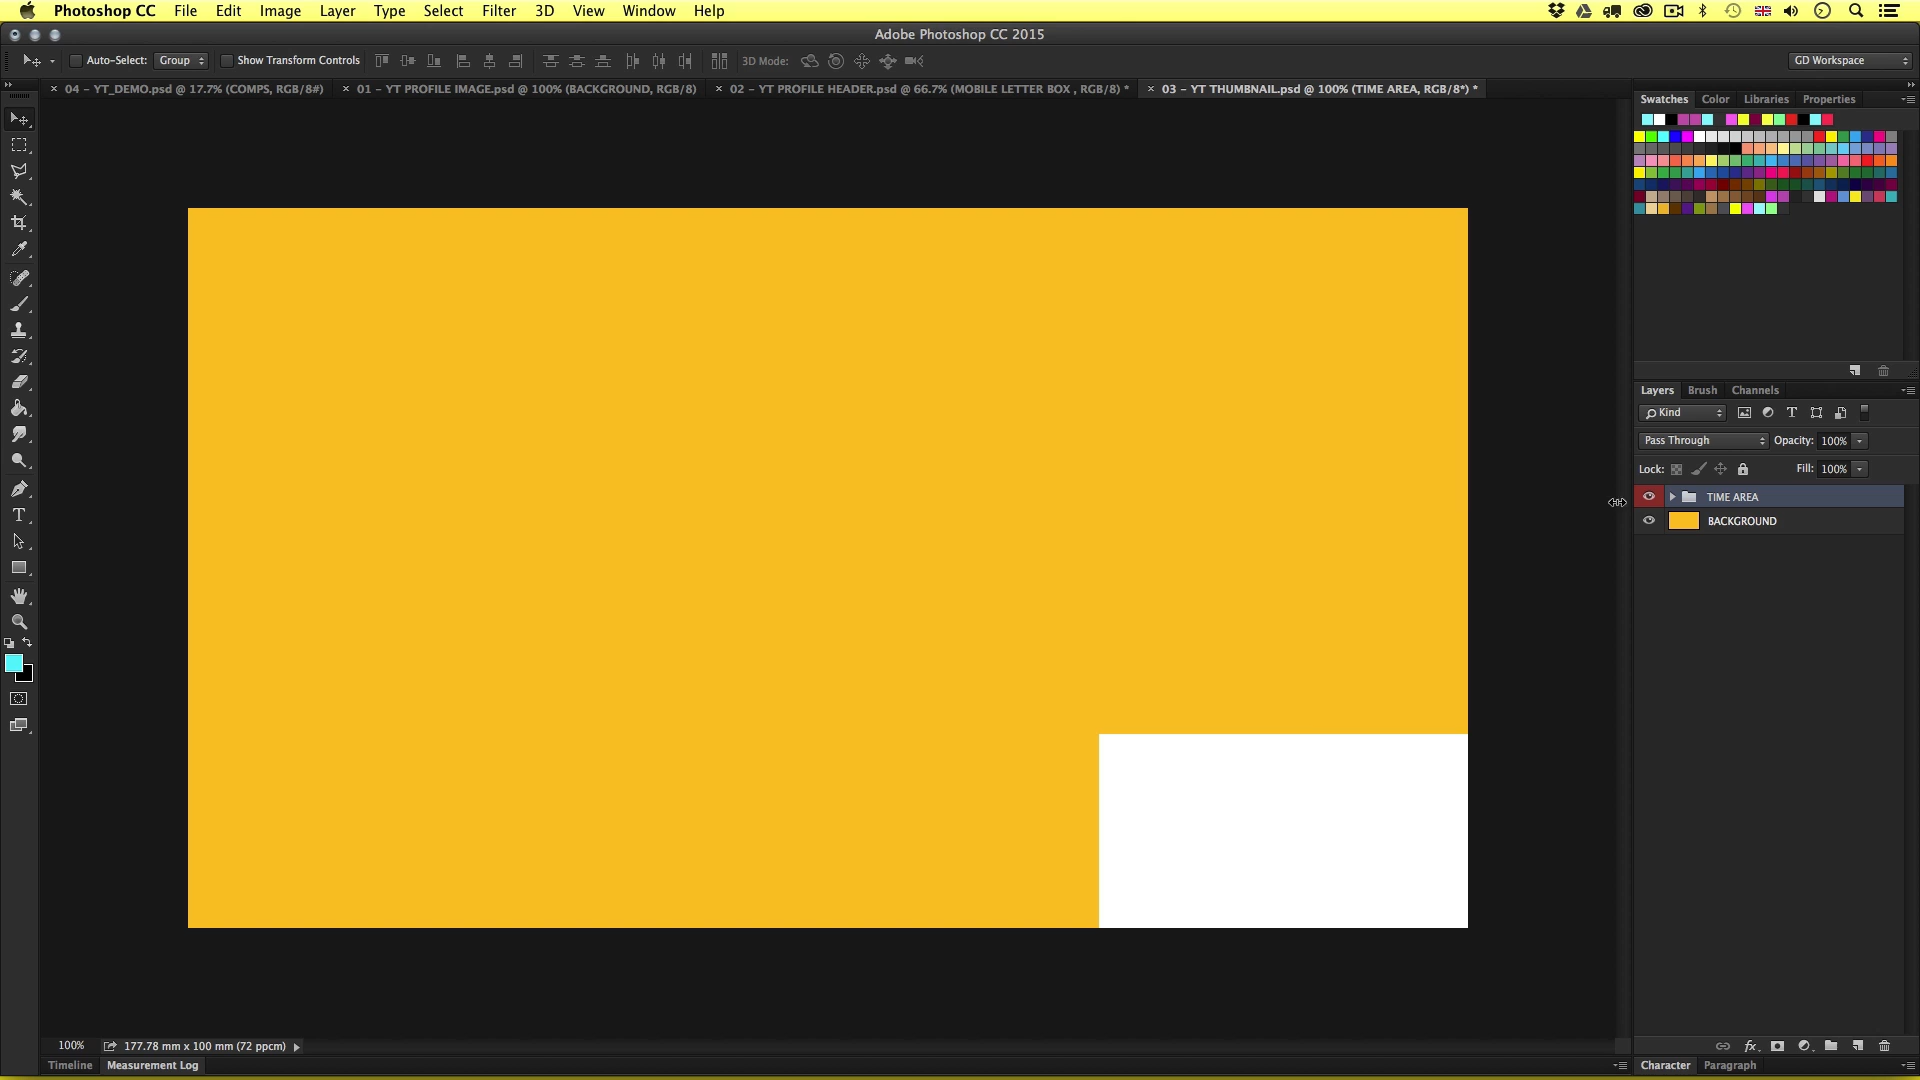 Photoshop CC File Edit Image Layer Type Select Filter 3D View Window Help
Adobe Photoshop CC 2015
Auto-Select: Group Show Transform Controls 3D Mode: GD Workspace
04 - YT_DEMO.psd @ 17.7% (COMPS, RGB/8#) 01 - YT PROFILE IMAGE.psd @ 100% (BACKGROUND, RGB/8) 02 - YT PROFILE HEADER.psd @ 66.7% (MOBILE LETTER BOX , RGB/8) * 03 - YT THUMBNAIL.psd @ 100% (TIME AREA, RGB/8*) *
Swatches Color Libraries Properties
Layers Brush Channels
Kind
Pass Through Opacity: 100%
Lock: Fill: 100%
TIME AREA
BACKGROUND
100% 177.78 mm x 100 mm (72 ppcm)
Timeline Measurement Log
Character Paragraph